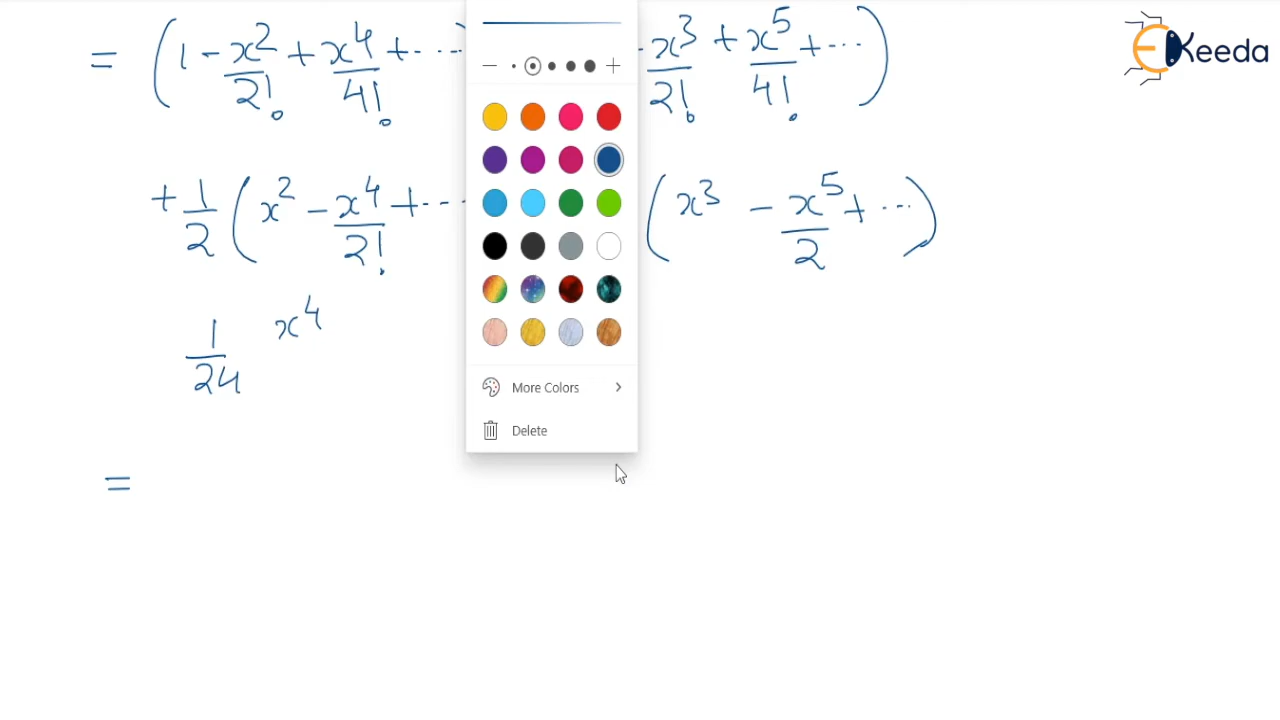 = (1 - x²/2! + x⁴/4! + ...) - x³/2! + x⁵/4! + ...)
EKeeda
+ 1/2 (x² - x⁴/2! + ... (x³ - x⁵/2 + ...)
1/24 x⁴
More Colors
Delete
=